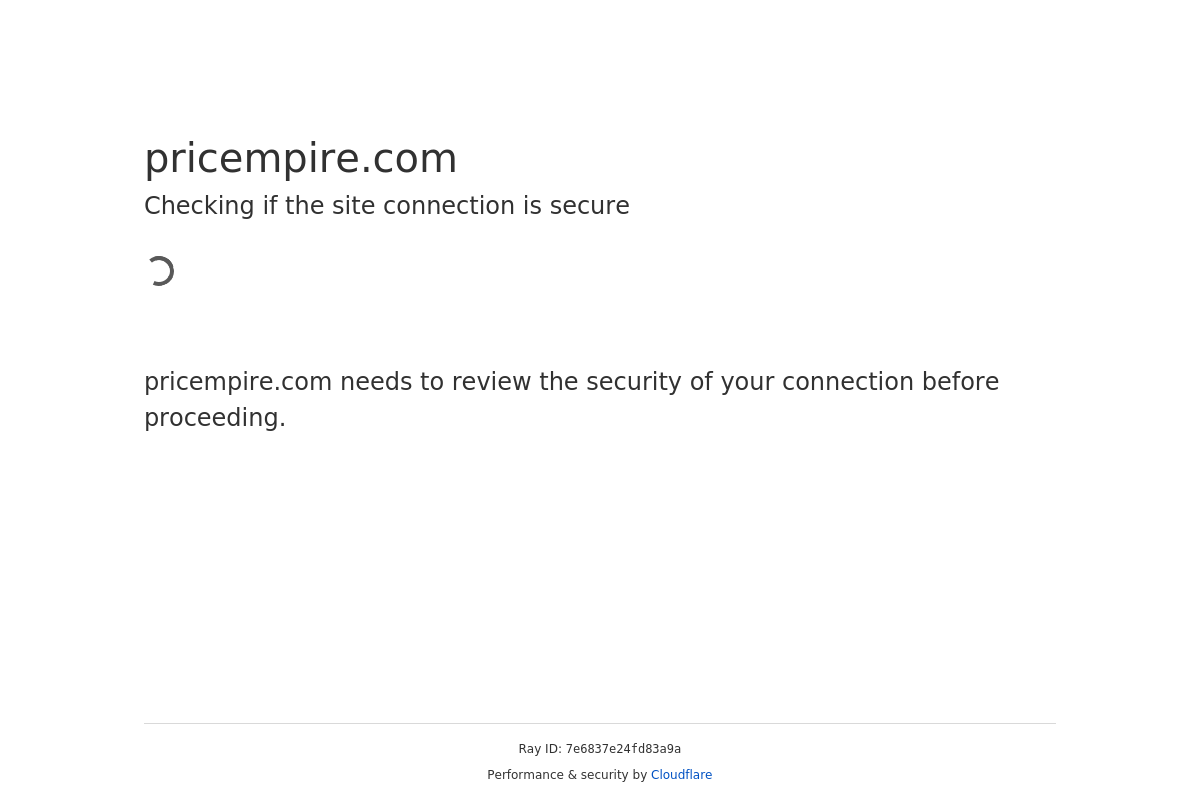 pricempire.com
Checking if the site connection is secure
pricempire.com needs to review the security of your connection before
proceeding.
Ray ID: 7e6837e24fd83a9a
Performance & security by Cloudflare